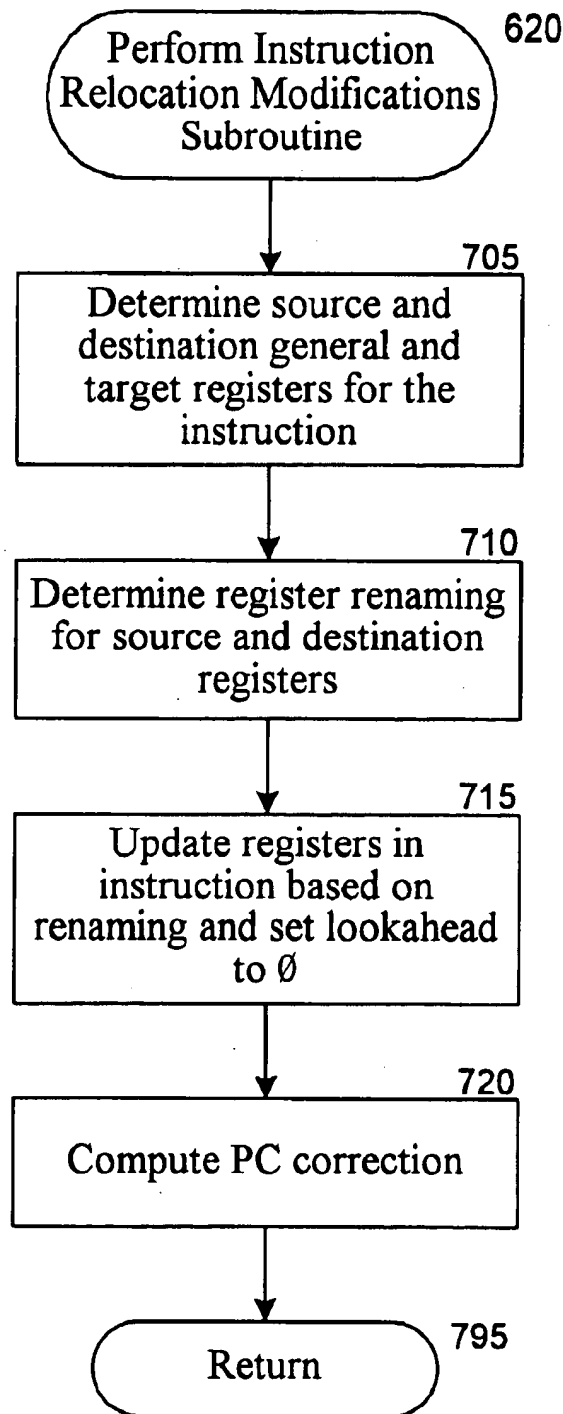 620
Perform Instruction
Relocation Modifications
Subroutine
705
Determine source and
destination general and
target registers for the
instruction
710
Determine register renaming
for source and destination
registers
715
Update registers in
instruction based on
renaming and set lookahead
to Ø
720
Compute PC correction
795
Return